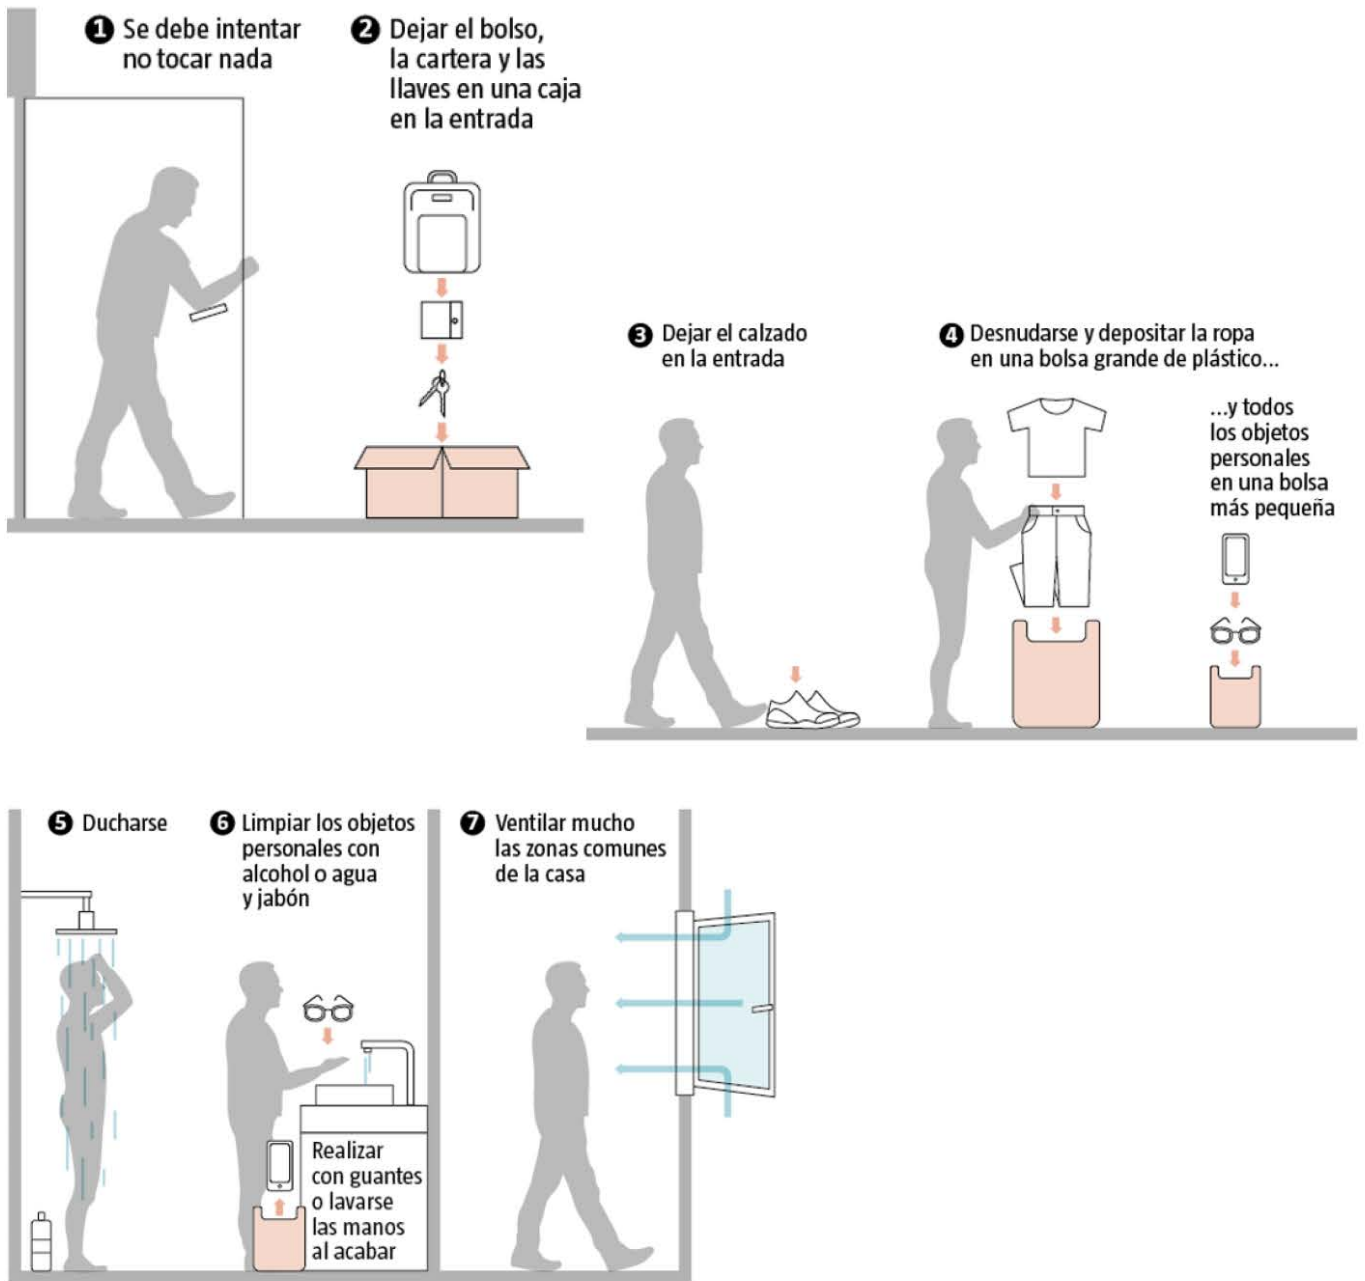 1 Se debe intentar
no tocar nada
2 Dejar el bolso,
la cartera y las
llaves en una caja
en la entrada
3 Dejar el calzado
en la entrada
4 Desnudarse y depositar la ropa
en una bolsa grande de plástico...
...y todos
los objetos
personales
en una bolsa
más pequeña
5 Ducharse
6 Limpiar los objetos
personales con
alcohol o agua
y jabón
Realizar
con guantes
o lavarse
las manos
al acabar
7 Ventilar mucho
las zonas comunes
de la casa